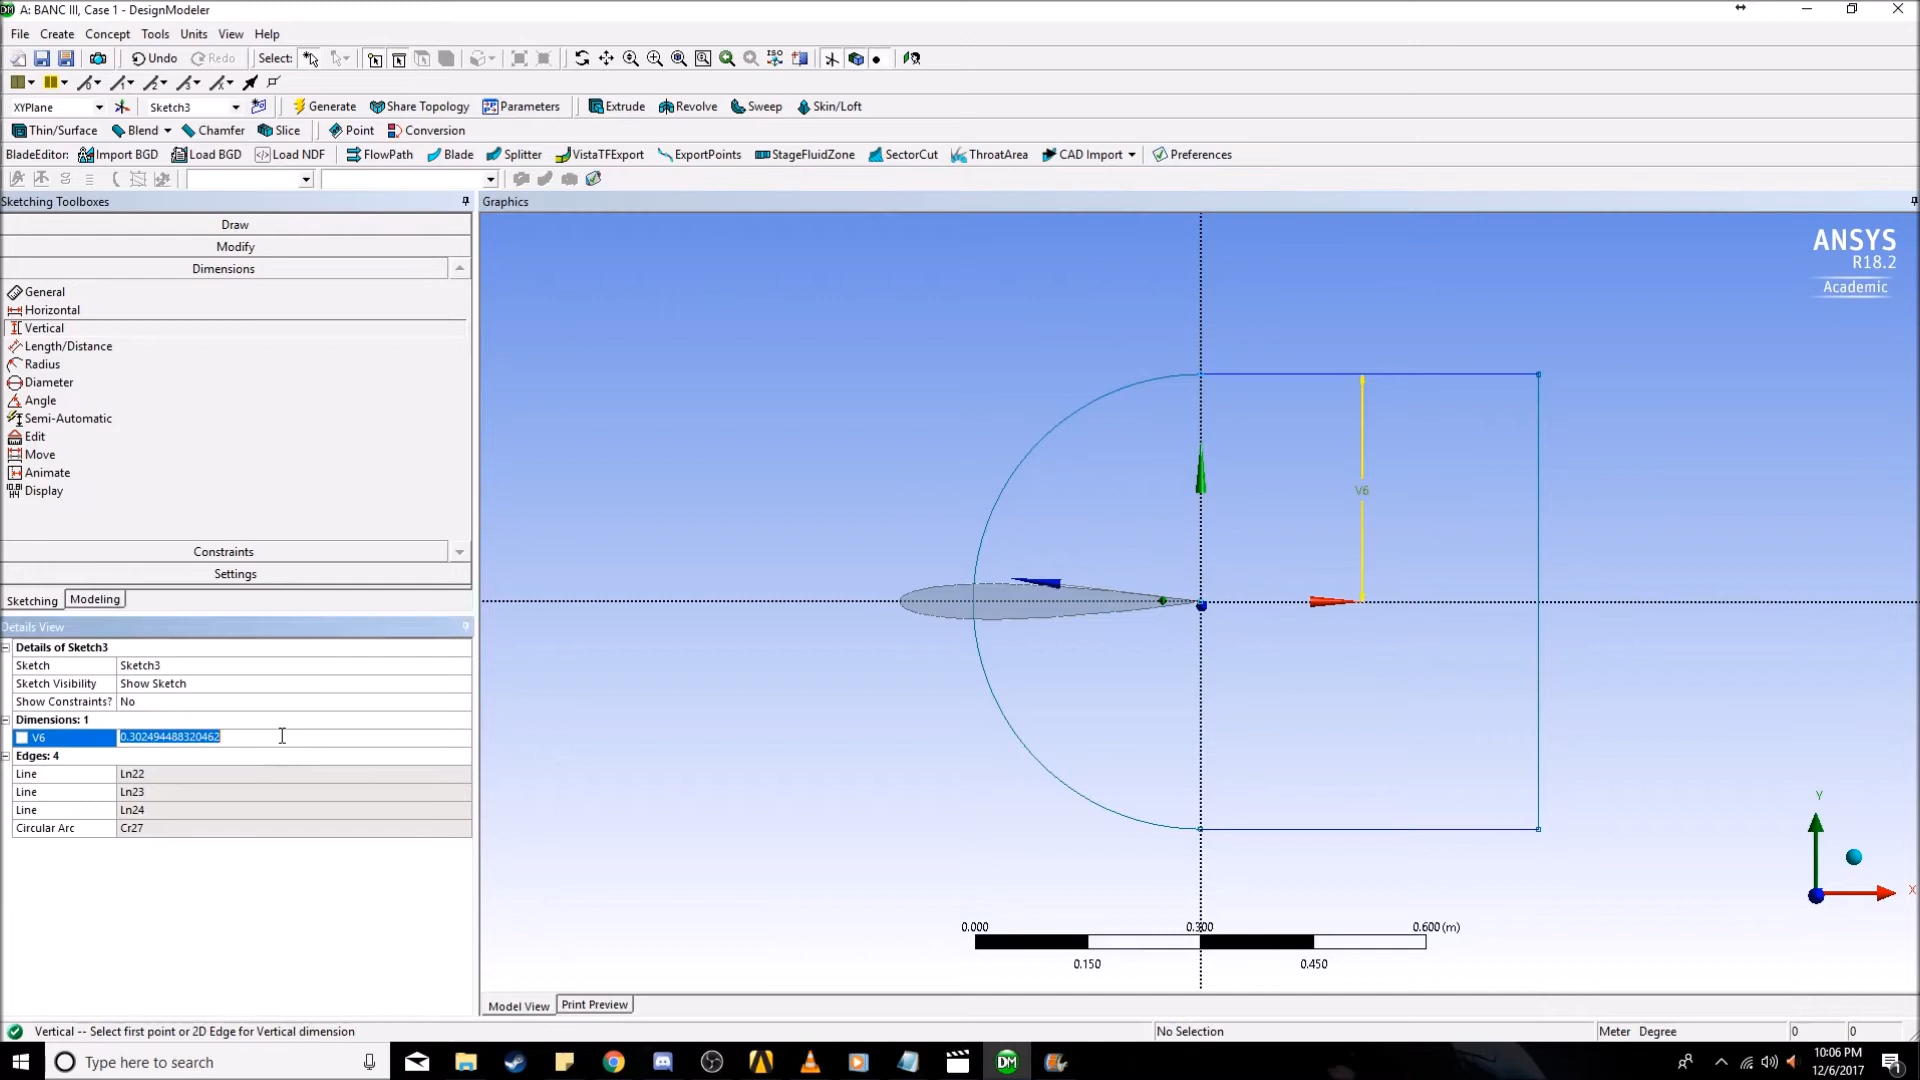 A: BANC III, Case 1 - DesignModeler
File Create Concept Tools Units View Help
Undo Redo Select: ISO
XYPlane Sketch3 Generate Share Topology Parameters Extrude Revolve Sweep Skin/Loft
Thin/Surface Blend Chamfer Slice Point Conversion
BladeEditor: Import BGD Load BGD Load NDF FlowPath Blade Splitter VistaTFExport ExportPoints StageFluidZone SectorCut ThroatArea CAD Import Preferences
Sketching Toolboxes
Draw
Modify
Dimensions
General
Horizontal
Vertical
Length/Distance
Radius
Diameter
Angle
Semi-Automatic
Edit
Move
Animate
Display
Constraints
Settings
Sketching Modeling
Details View
Details of Sketch3
Sketch Sketch3
Sketch Visibility Show Sketch
Show Constraints? No
Dimensions: 1
V6 0.302494488320462
Edges: 4
Line Ln22
Line Ln23
Line Ln24
Circular Arc Cr27
Graphics
ANSYS
R18.2
Academic
V6
Y
X
0.000 0.300 0.600 (m)
0.150 0.450
Model View Print Preview
Vertical -- Select first point or 2D Edge for Vertical dimension No Selection Meter Degree 0 0
Type here to search DM 10:06 PM
12/6/2017 1